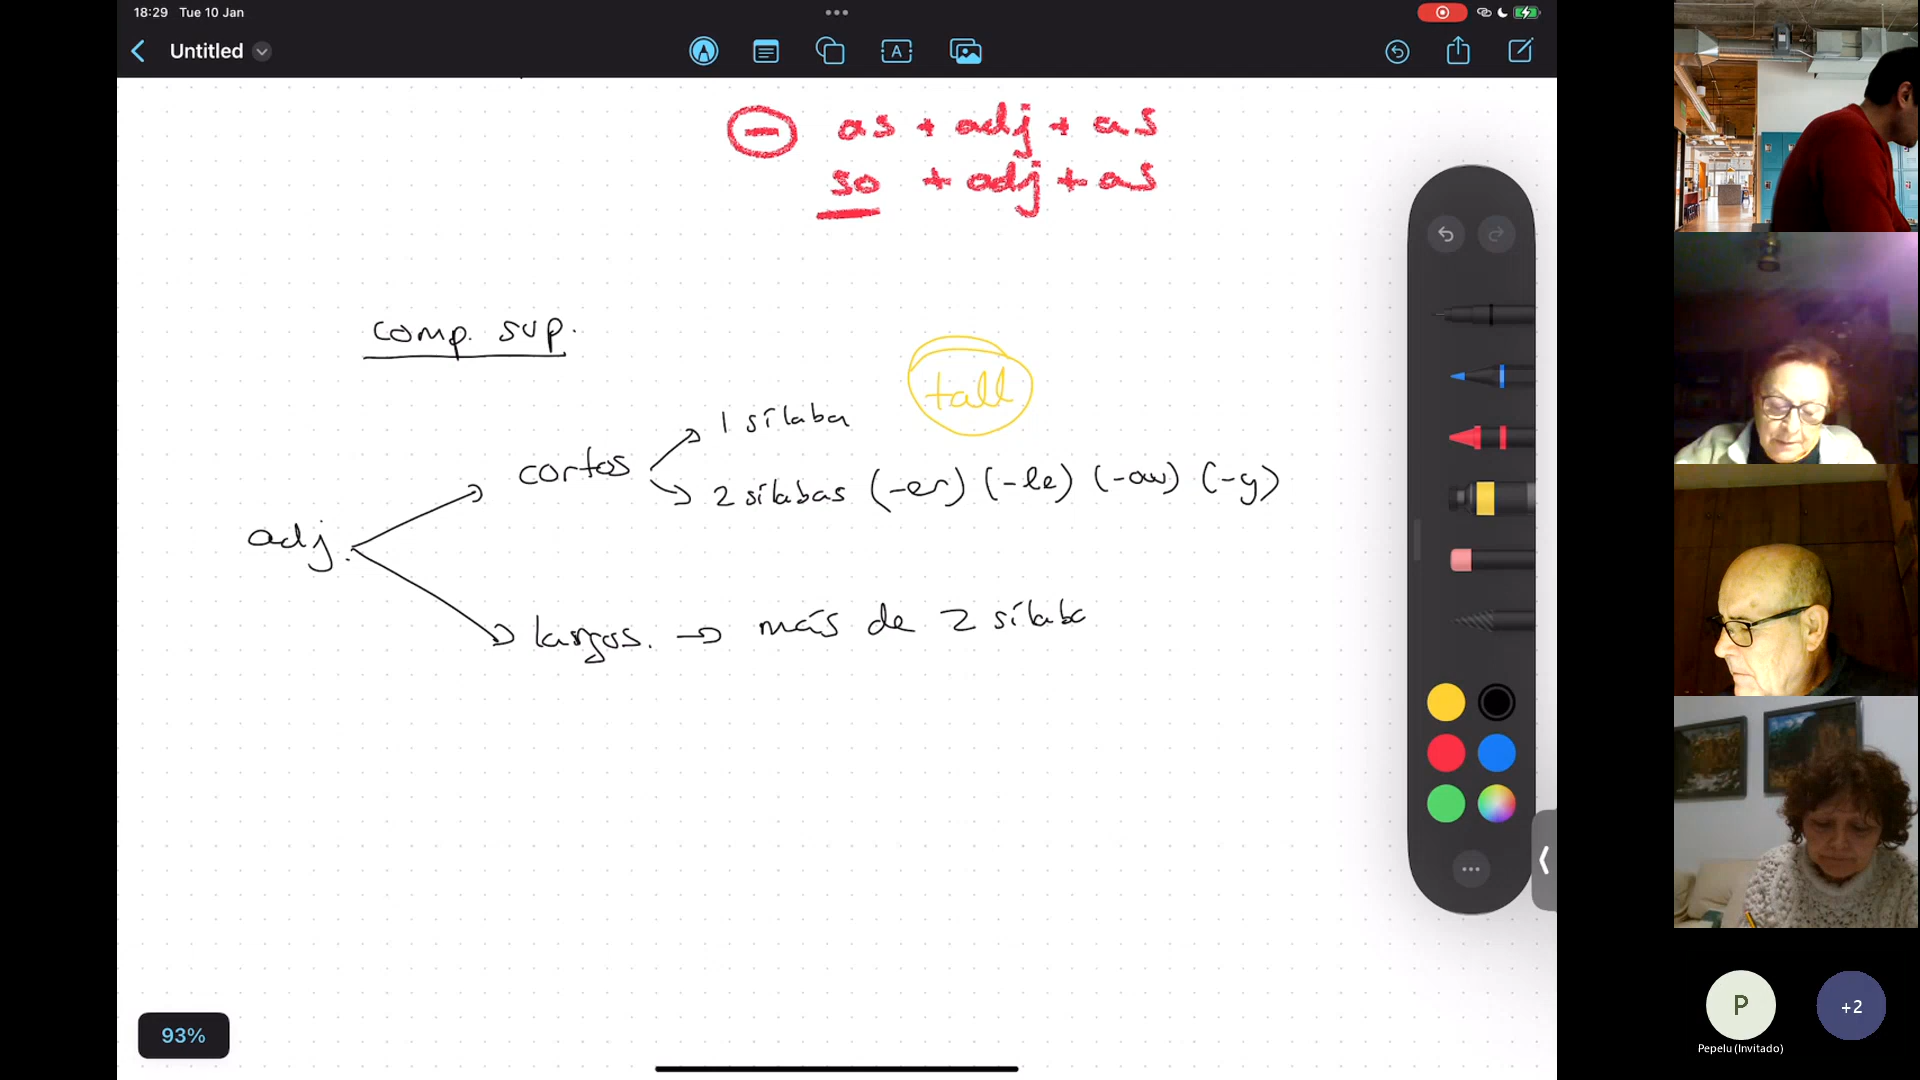 18:29 Tue 10 Jan
Untitled
A
− as + adj + as
so + adj + as
comp. sup.
tall
1 sílaba
cortos
2 sílabas (-er) (-le) (-ow) (-y)
adj.
largos. → más de 2 sílaba
93%
P
+2
Pepelu (Invitado)